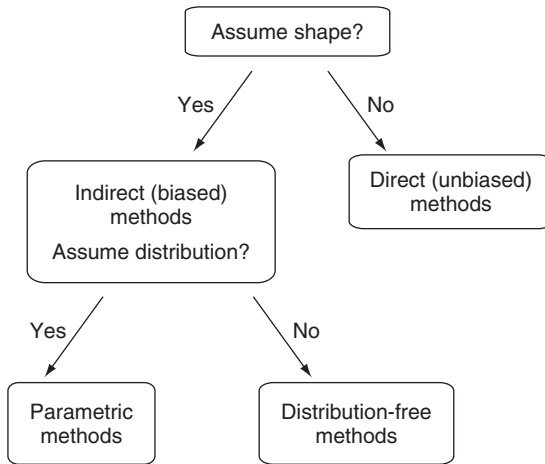 Assume shape?
Yes
No
Indirect (biased)
methods
Assume distribution?
Direct (unbiased)
methods
Yes
No
Parametric
methods
Distribution-free
methods